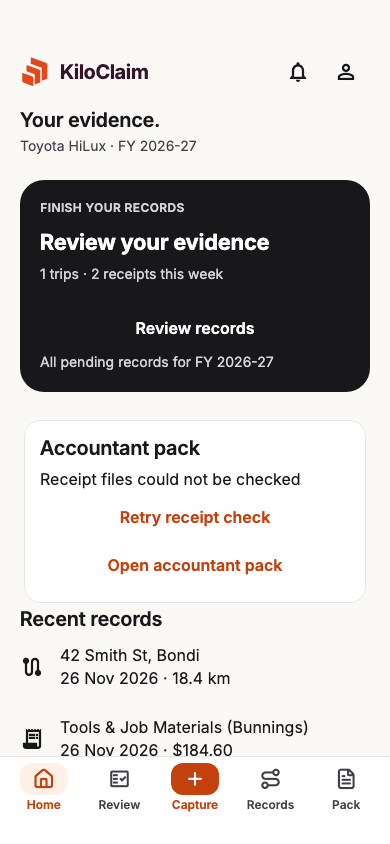 KiloClaim
Your evidence.
Toyota HiLux · FY 2026-27
FINISH YOUR RECORDS
Review your evidence
1 trips · 2 receipts this week
Review records
All pending records for FY 2026-27
Accountant pack
Receipt files could not be checked
Retry receipt check
Open accountant pack
Recent records
42 Smith St, Bondi
26 Nov 2026 · 18.4 km
Tools & Job Materials (Bunnings)
26 Nov 2026 · $184.60
Home
Review
Capture
Records
Pack